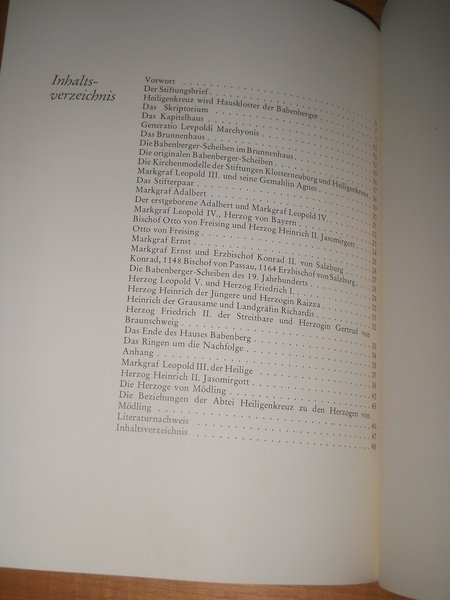 Inhalts-
verzeichnis
Vorwort
Der Stiftungsbrief
Heiligenkreuz wird Hauskloster der Babenberger
Das Skriptorium
Das Kapitelhaus
Generatio Levpoldi Marchyonis
Das Brunnenhaus
Die Babenberger-Scheiben im Brunnenhaus
Die originalen Babenberger-Scheiben
Die Kirchenmodelle der Stiftungen Klosterneuburg und Heiligenkreuz
Markgraf Leopold III. und seine Gemahlin Agnes
Das Stifterpaar
Markgraf Adalbert
Der erstgeborene Adalbert und Markgraf Leopold IV.
Markgraf Leopold IV., Herzog von Bayern
Bischof Otto von Freising und Herzog Heinrich II. Jasomirgott
Otto von Freising
Markgraf Ernst
Markgraf Ernst und Erzbischof Konrad II. von Salzburg
Konrad, 1148 Bischof von Passau, 1164 Erzbischof von Salzburg
Die Babenberger-Scheiben des 19. Jahrhunderts
Herzog Leopold V. und Herzog Friedrich I.
Herzog Heinrich der Jüngere und Herzogin Raizza
Heinrich der Grausame und Landgräfin Richardis
Herzog Friedrich II. der Streitbare und Herzogin Gertrud von
Braunschweig
Das Ende des Hauses Babenberg
Das Ringen um die Nachfolge
Anhang
Markgraf Leopold III. der Heilige
Herzog Heinrich II. Jasomirgott
Die Herzoge von Mödling
Die Beziehungen der Abtei Heiligenkreuz zu den Herzogen von
Mödling . 46
Literaturnachweis . 47
Inhaltsverzeichnis . 48